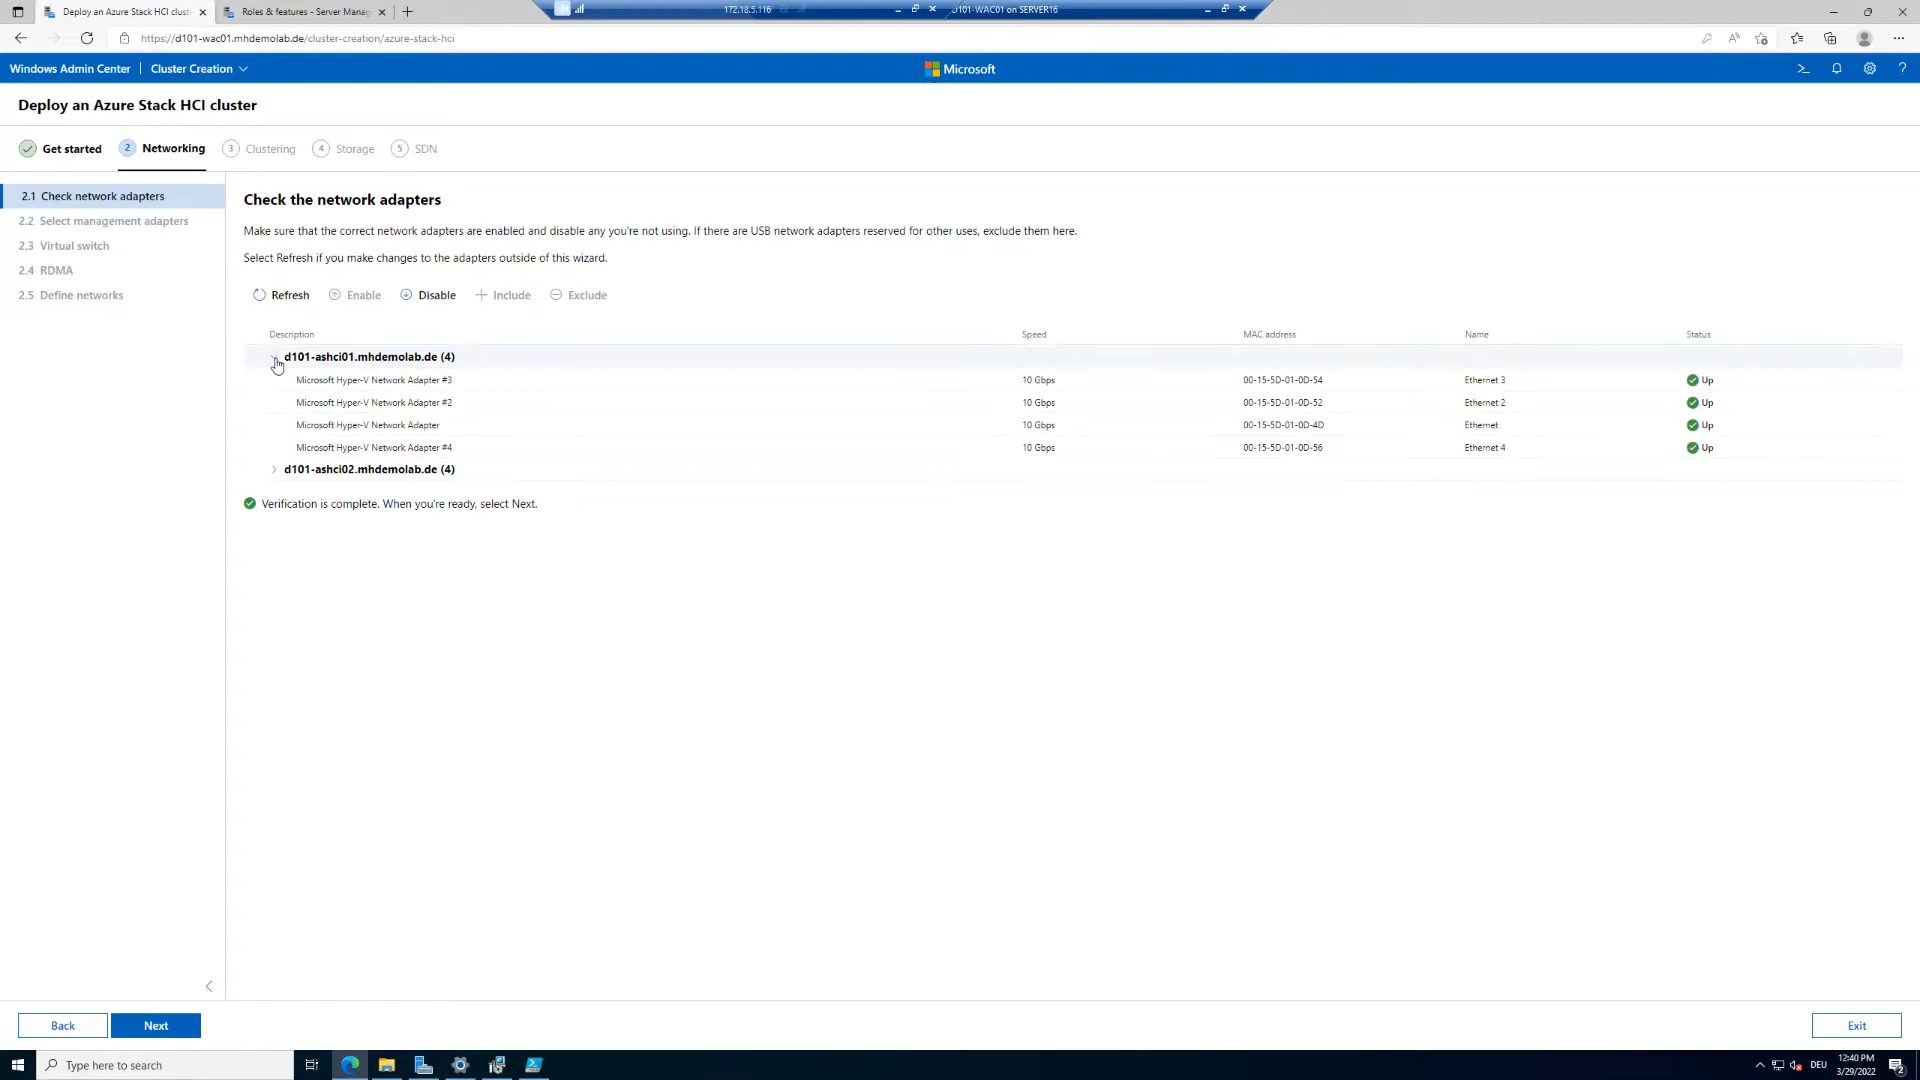 Deploy an Azure Stack HCI clust
Roles & features - Server Manag
172.18.5.116
D101-WAC01 on SERVER16
https://d101-wac01.mhdemolab.de/cluster-creation/azure-stack-hci
Windows Admin Center
Cluster Creation
Microsoft
Deploy an Azure Stack HCI cluster
Get started
2 Networking
3 Clustering
4 Storage
5 SDN
2.1 Check network adapters
2.2 Select management adapters
2.3 Virtual switch
2.4 RDMA
2.5 Define networks
Check the network adapters
Make sure that the correct network adapters are enabled and disable any you're not using. If there are USB network adapters reserved for other uses, exclude them here.
Select Refresh if you make changes to the adapters outside of this wizard.
Refresh Enable Disable Include Exclude
Description Speed MAC address Name Status
d101-ashci01.mhdemolab.de (4)
Microsoft Hyper-V Network Adapter #3 10 Gbps 00-15-5D-01-0D-54 Ethernet 3 Up
Microsoft Hyper-V Network Adapter #2 10 Gbps 00-15-5D-01-0D-52 Ethernet 2 Up
Microsoft Hyper-V Network Adapter 10 Gbps 00-15-5D-01-0D-4D Ethernet Up
Microsoft Hyper-V Network Adapter #4 10 Gbps 00-15-5D-01-0D-56 Ethernet 4 Up
d101-ashci02.mhdemolab.de (4)
Verification is complete. When you're ready, select Next.
Back
Next
Exit
Type here to search
DEU
12:40 PM
3/29/2022
2